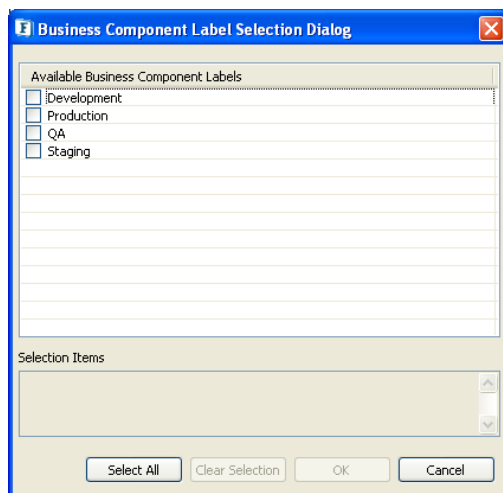 Business Component Label Selection Dialog
Available Business Component Labels
Development
Production
QA
Staging
Selection Items
Select All Clear Selection OK Cancel